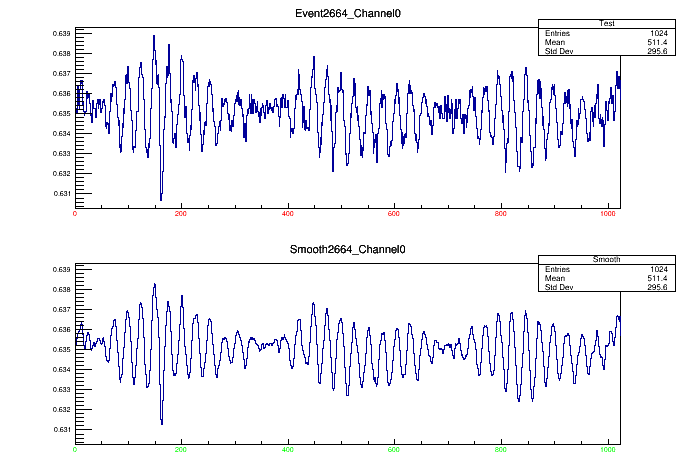 Event2664_Channel0
Test
Entries 1024
Mean 511.4
Std Dev 295.6
0.639
0.638
0.637
0.636
0.635
0.634
0.633
0.632
0.631
0 200 400 600 800 1000
Smooth2664_Channel0
Smooth
Entries 1024
Mean 511.4
Std Dev 295.6
0.639
0.638
0.637
0.636
0.635
0.634
0.633
0.632
0.631
0 200 400 600 800 1000